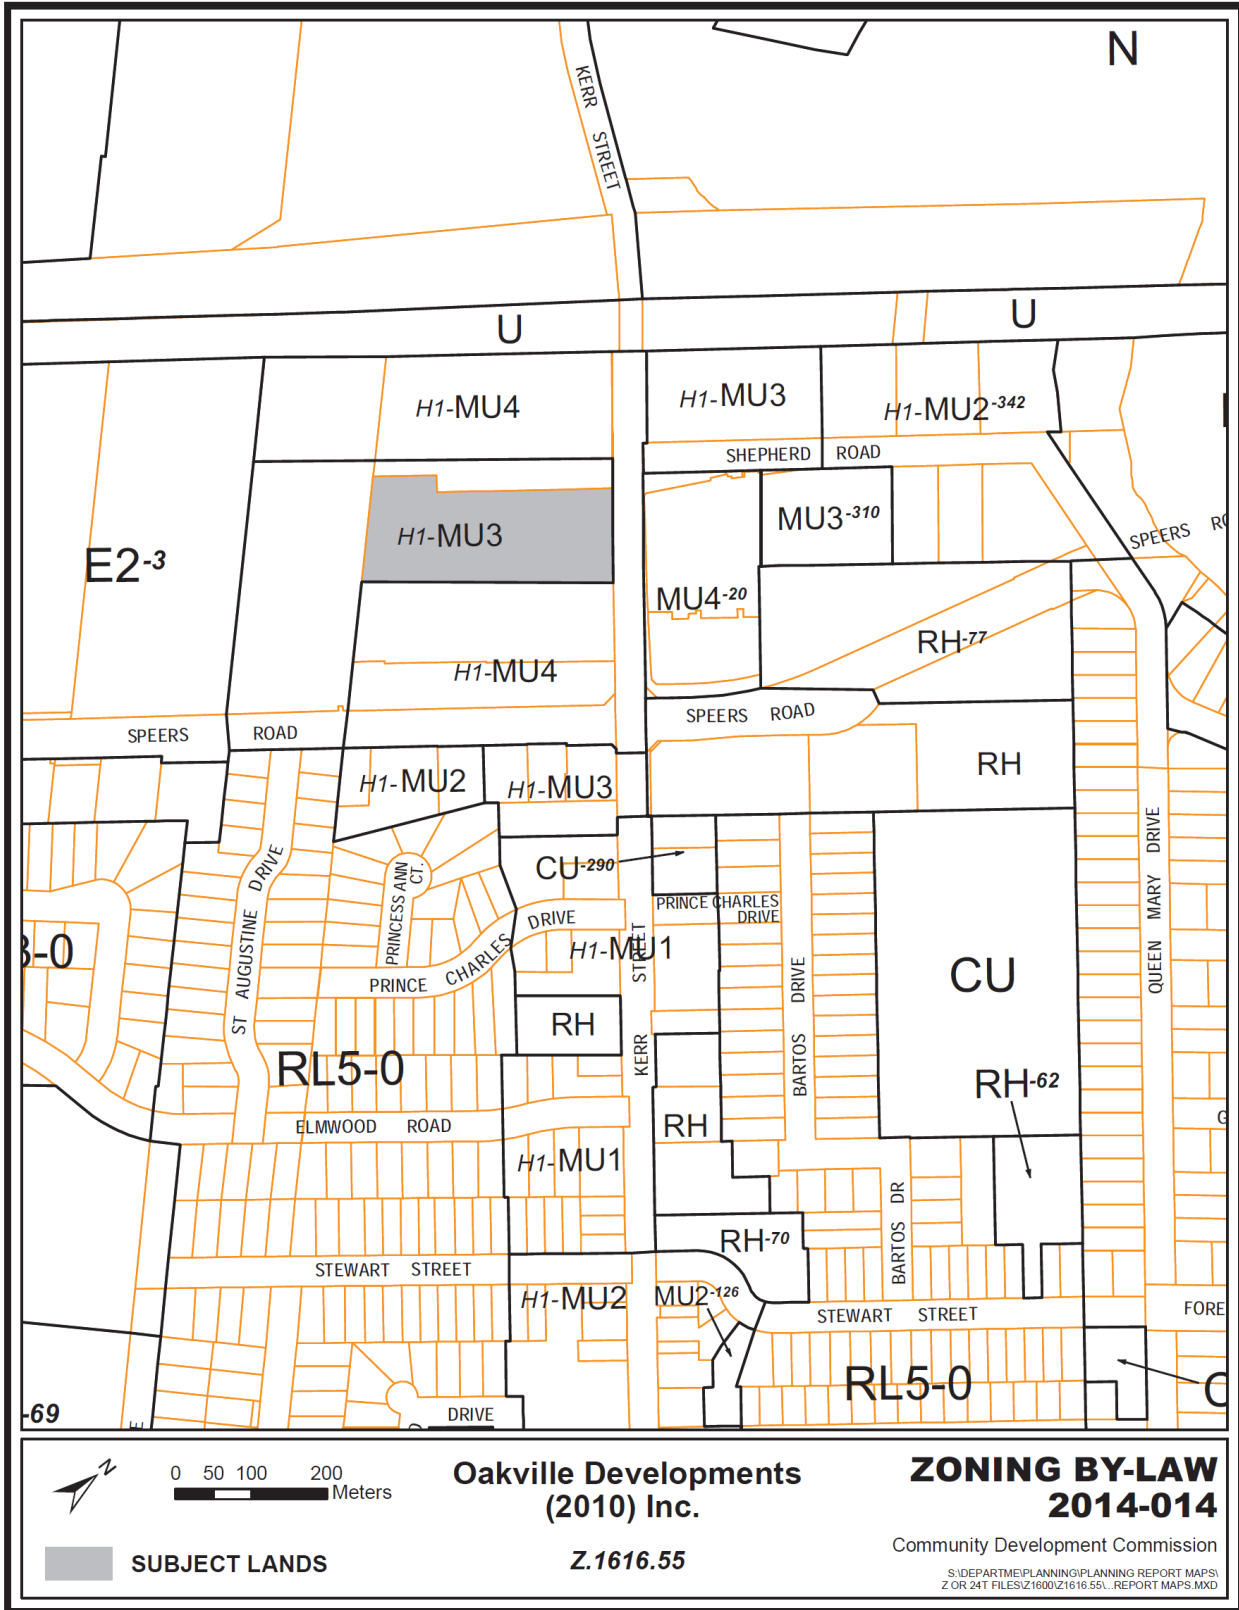 N
KERR STREET
U
U
H1-MU4
H1-MU3
H1-MU2-342
SHEPHERD ROAD
H1-MU3
MU3-310
SPEERS RO
E2-3
MU4-20
RH-77
H1-MU4
SPEERS ROAD
SPEERS ROAD
RH
H1-MU2
H1-MU3
CU-290
PRINCESS ANN
CT.
PRINCE CHARLES
DRIVE
PRINCE CHARLES DRIVE
ST AUGUSTINE DRIVE
3-0
H1-MU1
KERR STREET
BARTOS DRIVE
QUEEN MARY DRIVE
CU
RH
RL5-0
RH-62
RH
ELMWOOD ROAD
G
H1-MU1
BARTOS DR
RH-70
STEWART STREET
H1-MU2
MU2-126
STEWART STREET
FORE
RL5-0
C
-69
DRIVE
E
N
0 50 100 200
Meters
SUBJECT LANDS
Oakville Developments
(2010) Inc.
Z.1616.55
ZONING BY-LAW
2014-014
Community Development Commission
S:\DEPARTME\PLANNING\PLANNING REPORT MAPS\
Z OR 24T FILES\Z1600\Z1616.55\...REPORT MAPS.MXD